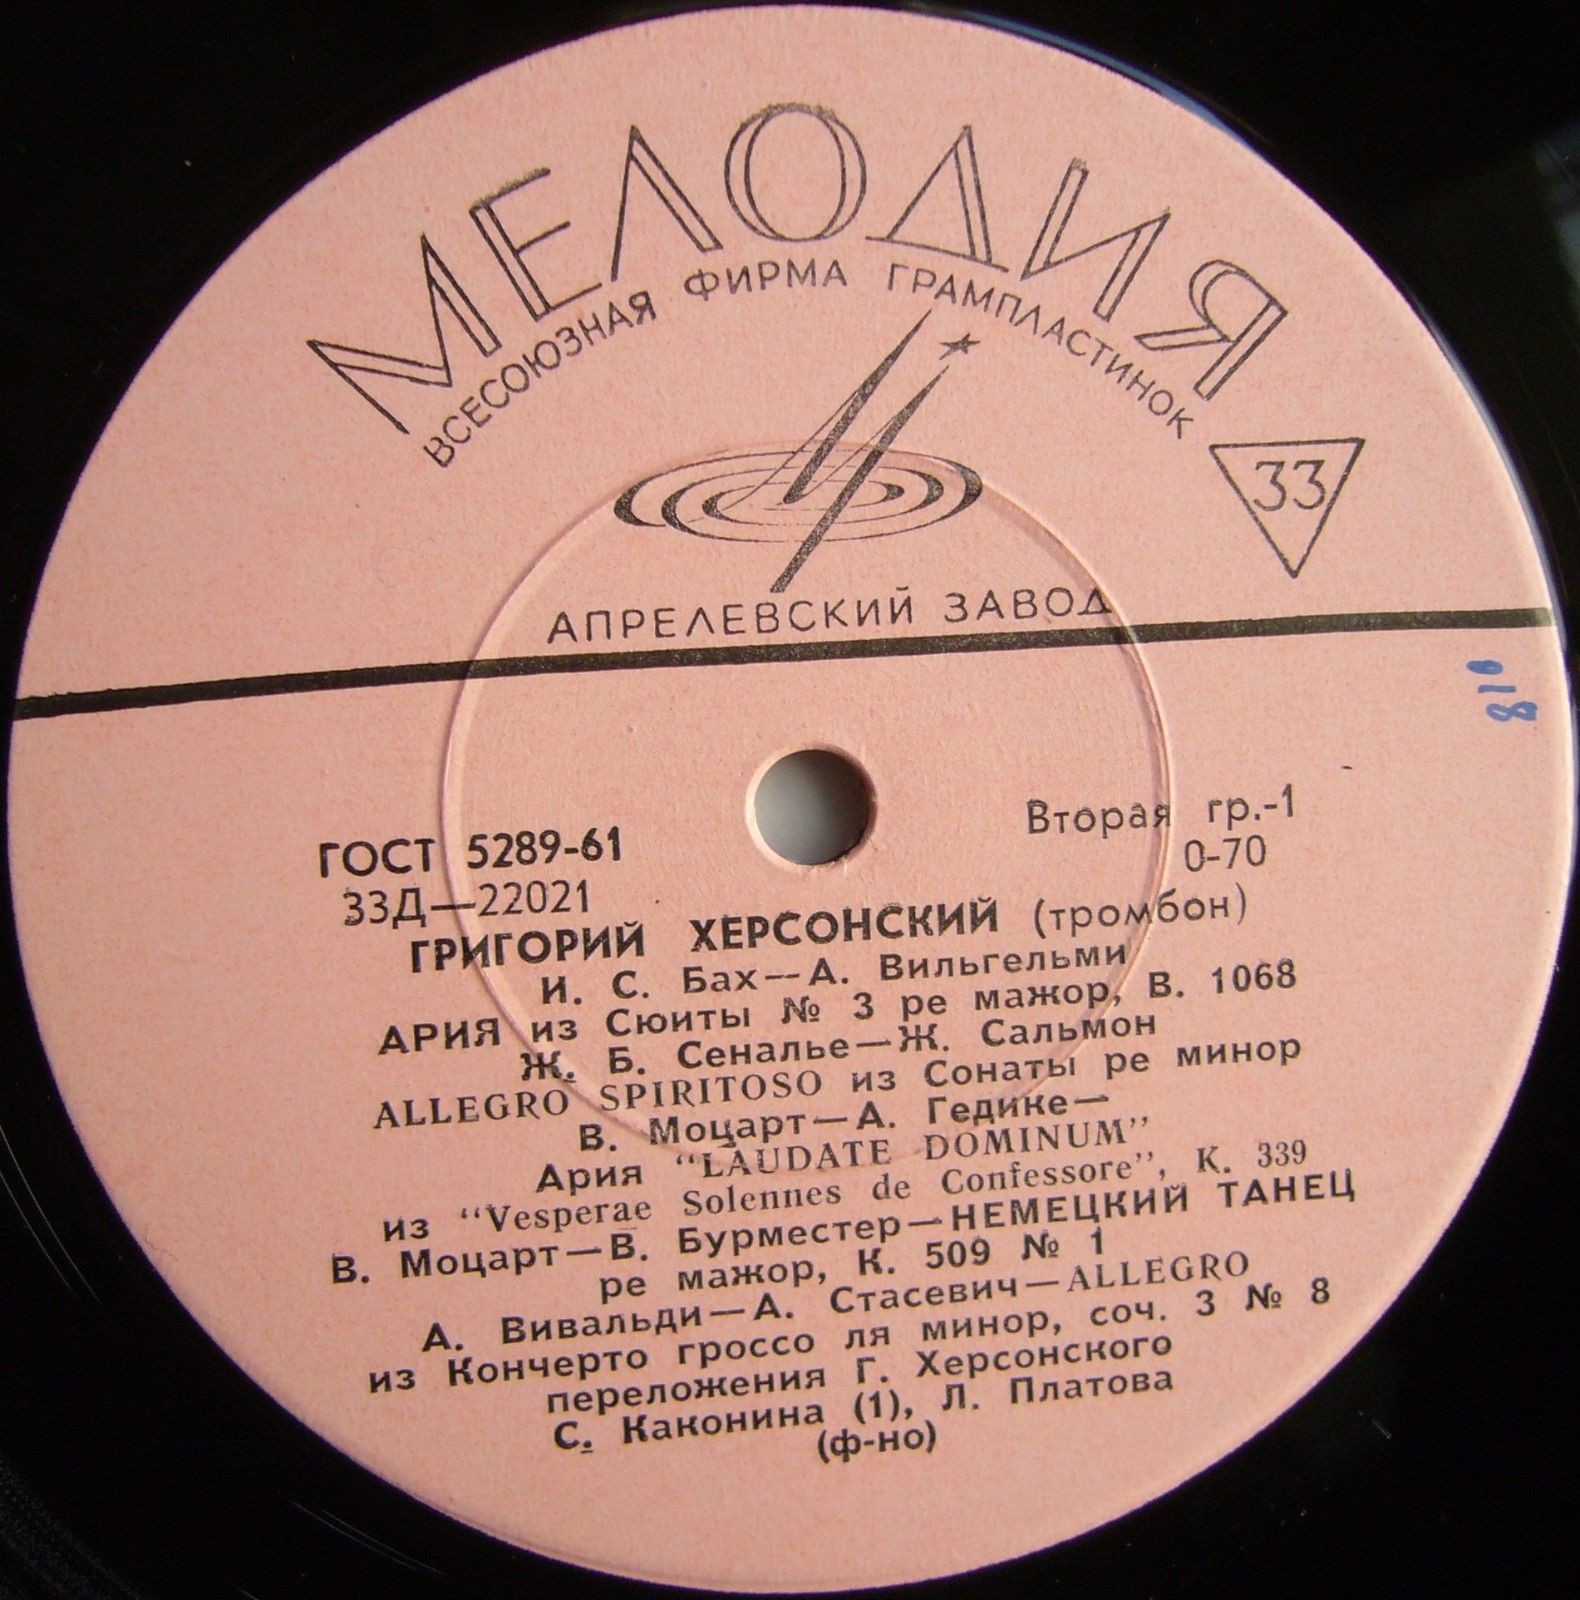 МЕЛОДИЯ
ВСЕСОЮЗНАЯ ФИРМА ГРАМПЛАСТИНОК
33
АПРЕЛЕВСКИЙ ЗАВОД
810
ГОСТ 5289-61
Вторая гр.-1
33Д—22021
0-70
ГРИГОРИЙ ХЕРСОНСКИЙ (тромбон)
И. С. Бах—А. Вильгельми
АРИЯ из Сюиты № 3 ре мажор, В. 1068
Ж. Б. Сеналье—Ж. Сальмон
ALLEGRO SPIRITOSO из Сонаты ре минор
В. Моцарт—А. Гедике—
Ария "LAUDATE DOMINUM"
из "Vesperae Solennes de Confessore", К. 339
В. Моцарт—В. Бурместер—НЕМЕЦКИЙ ТАНЕЦ
ре мажор, К. 509 № 1
А. Вивальди—А. Стасевич—ALLEGRO
из Кончерто гроссо ля минор, соч. 3 № 8
переложения Г. Херсонского
С. Каконина (1), Л. Платова
(ф-но)